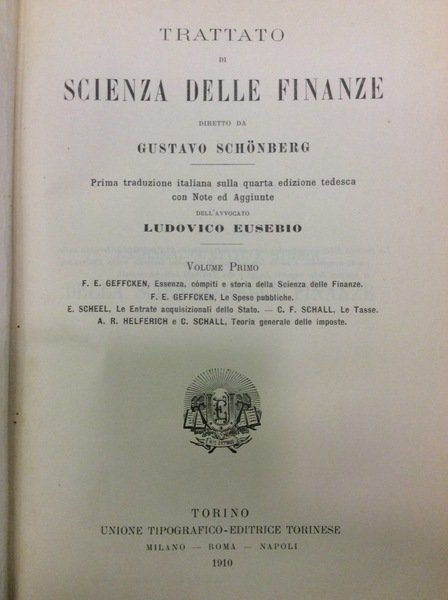 TRATTATO
DI
SCIENZA DELLE FINANZE
DIRETTO DA
GUSTAVO SCHÖNBERG
Prima traduzione italiana sulla quarta edizione tedesca
con Note ed Aggiunte
DELL'AVVOCATO
LUDOVICO EUSEBIO
VOLUME PRIMO
F. E. GEFFCKEN, Essenza, còmpiti e storia della Scienza delle Finanze.
F. E. GEFFCKEN, Le Spese pubbliche.
E. SCHEEL, Le Entrate acquisizionali dello Stato. — C. F. SCHALL, Le Tasse.
A. R. HELFERICH e C. SCHALL, Teoria generale delle imposte.
TORINO
UNIONE TIPOGRAFICO-EDITRICE TORINESE
MILANO — ROMA — NAPOLI
1910